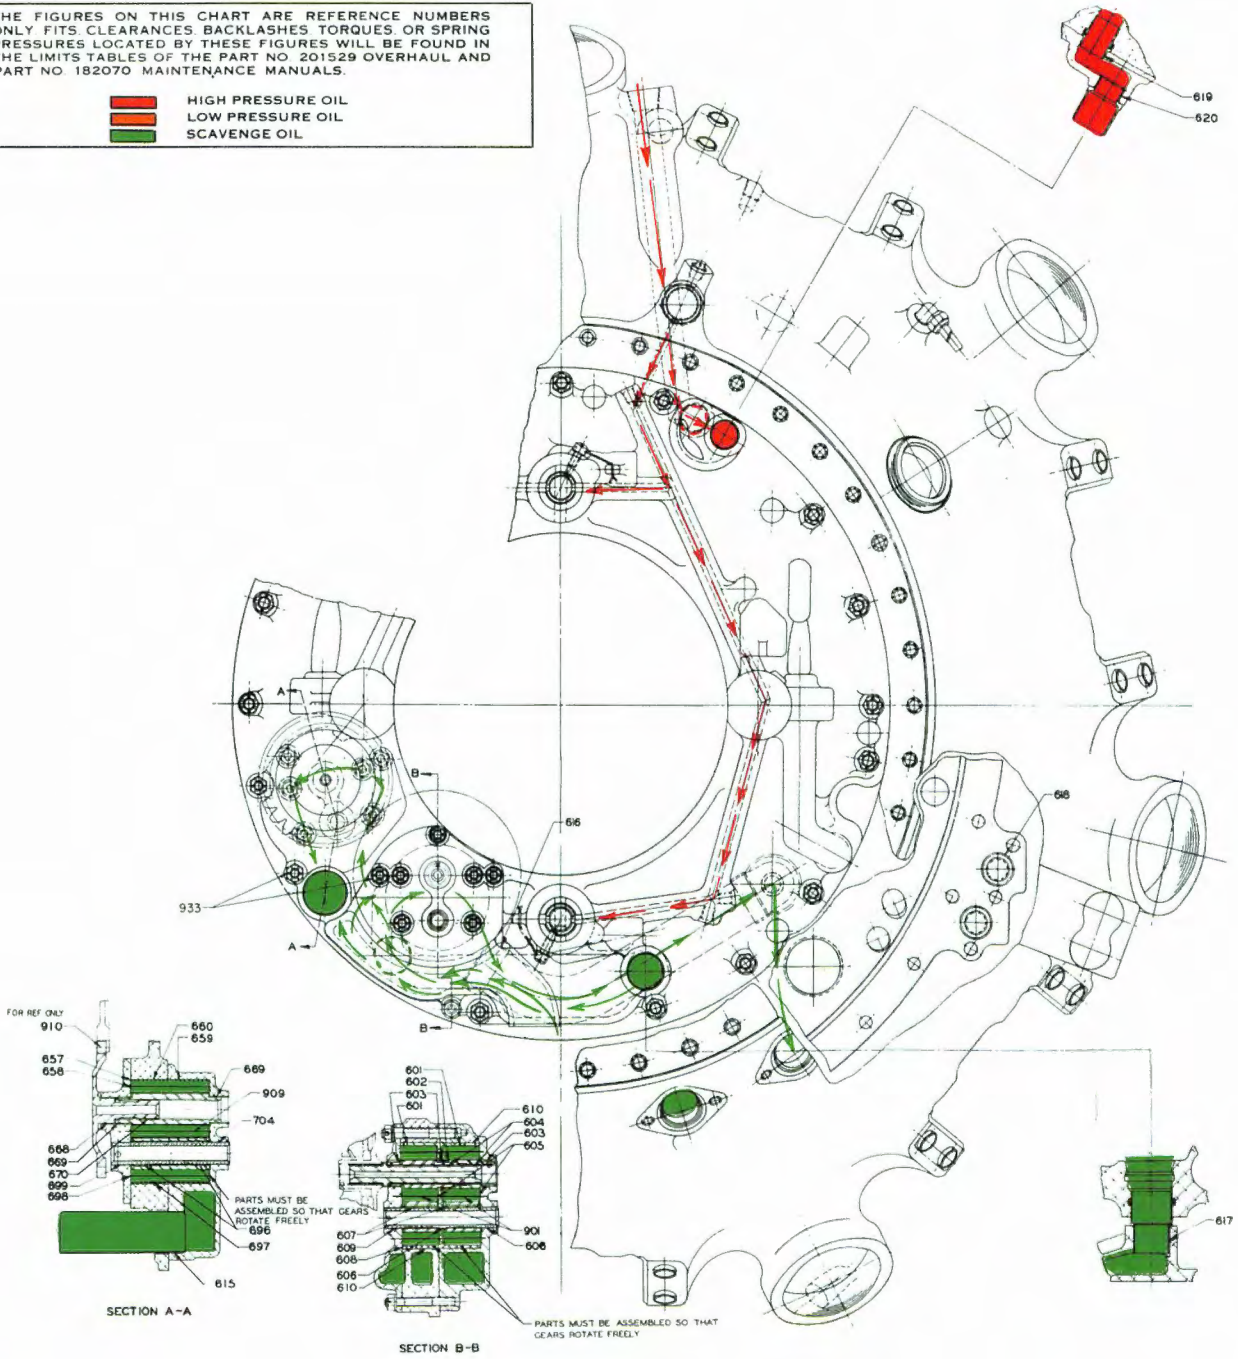 HE FIGURES ON THIS CHART ARE REFERENCE NUMBERS
ONLY. FITS. CLEARANCES. BACKLASHES. TORQUES. OR SPRING
RESSURES LOCATED BY THESE FIGURES WILL BE FOUND IN
HE LIMITS TABLES OF THE PART NO. 201529 OVERHAUL AND
PART NO. 182070 MAINTENANCE MANUALS.
HIGH PRESSURE OIL
LOW PRESSURE OIL
SCAVENGE OIL
619
620
A
B
616
618
933
A
B
FOR REF ONLY
910
660
659
657
658
669
909
704
668
669
670
699
698
PARTS MUST BE
ASSEMBLED SO THAT GEARS
ROTATE FREELY
696
697
615
SECTION A-A
601
602
603
601
610
604
603
605
607
609
608
606
610
901
606
PARTS MUST BE ASSEMBLED SO THAT
GEARS ROTATE FREELY
SECTION B-B
617